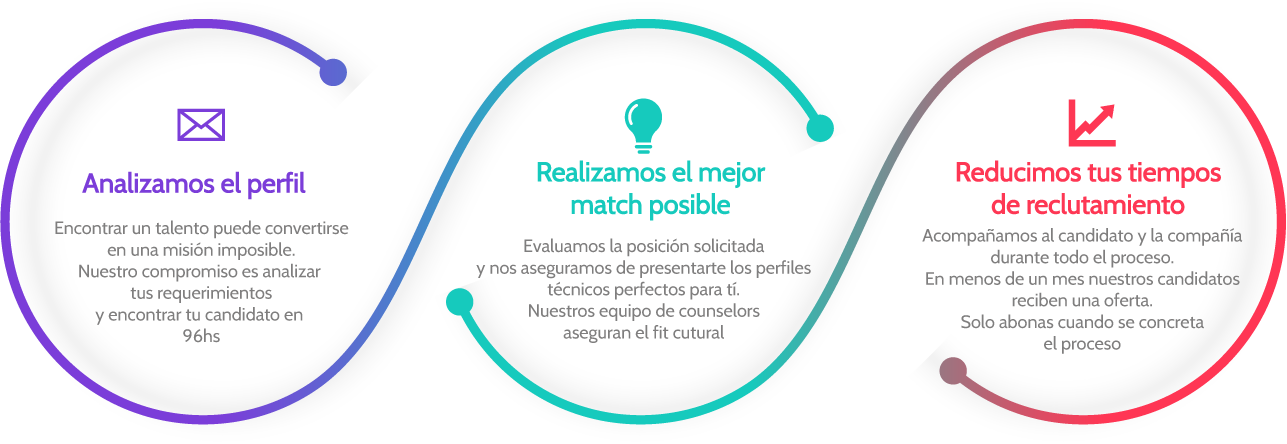 Analizamos el perfil
Encontrar un talento puede convertirse
en una misión imposible.
Nuestro compromiso es analizar
tus requerimientos
y encontrar tu candidato en
96hs
Realizamos el mejor
match posible
Evaluamos la posición solicitada
y nos aseguramos de presentarte los perfiles
técnicos perfectos para tí.
Nuestros equipo de counselors
aseguran el fit cutural
Reducimos tus tiempos
de reclutamiento
Acompañamos al candidato y la compañía
durante todo el proceso.
En menos de un mes nuestros candidatos
reciben una oferta.
Solo abonas cuando se concreta
el proceso